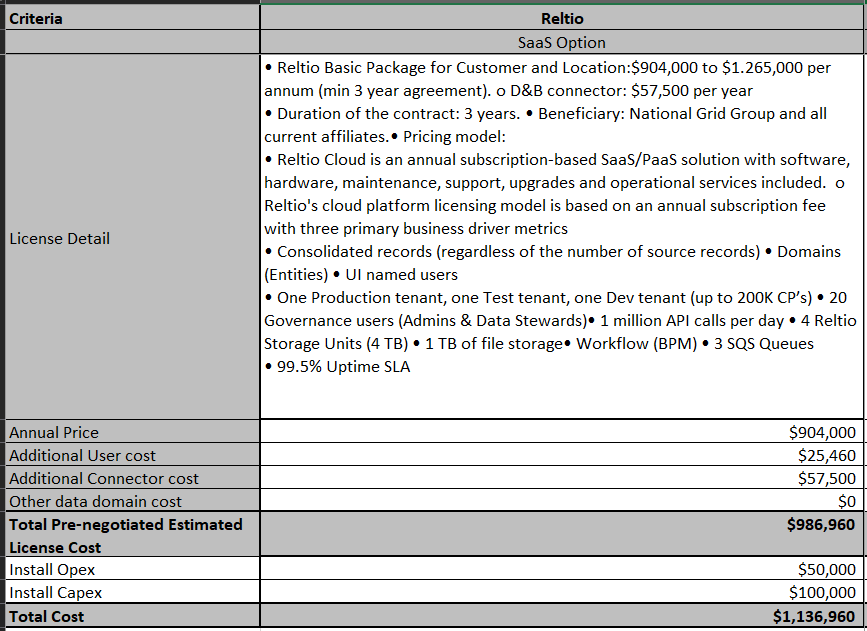 Criteria
Reltio
SaaS Option
License Detail
• Reltio Basic Package for Customer and Location:$904,000 to $1.265,000 per
annum (min 3 year agreement). o D&B connector: $57,500 per year
• Duration of the contract: 3 years. • Beneficiary: National Grid Group and all
current affiliates.• Pricing model:
• Reltio Cloud is an annual subscription-based SaaS/PaaS solution with software,
hardware, maintenance, support, upgrades and operational services included.  o
Reltio's cloud platform licensing model is based on an annual subscription fee
with three primary business driver metrics
• Consolidated records (regardless of the number of source records) • Domains
(Entities) • UI named users
• One Production tenant, one Test tenant, one Dev tenant (up to 200K CP’s) • 20
Governance users (Admins & Data Stewards)• 1 million API calls per day • 4 Reltio
Storage Units (4 TB) • 1 TB of file storage• Workflow (BPM) • 3 SQS Queues
• 99.5% Uptime SLA
Annual Price $904,000
Additional User cost $25,460
Additional Connector cost $57,500
Other data domain cost $0
Total Pre-negotiated Estimated $986,960
License Cost
Install Opex $50,000
Install Capex $100,000
Total Cost $1,136,960